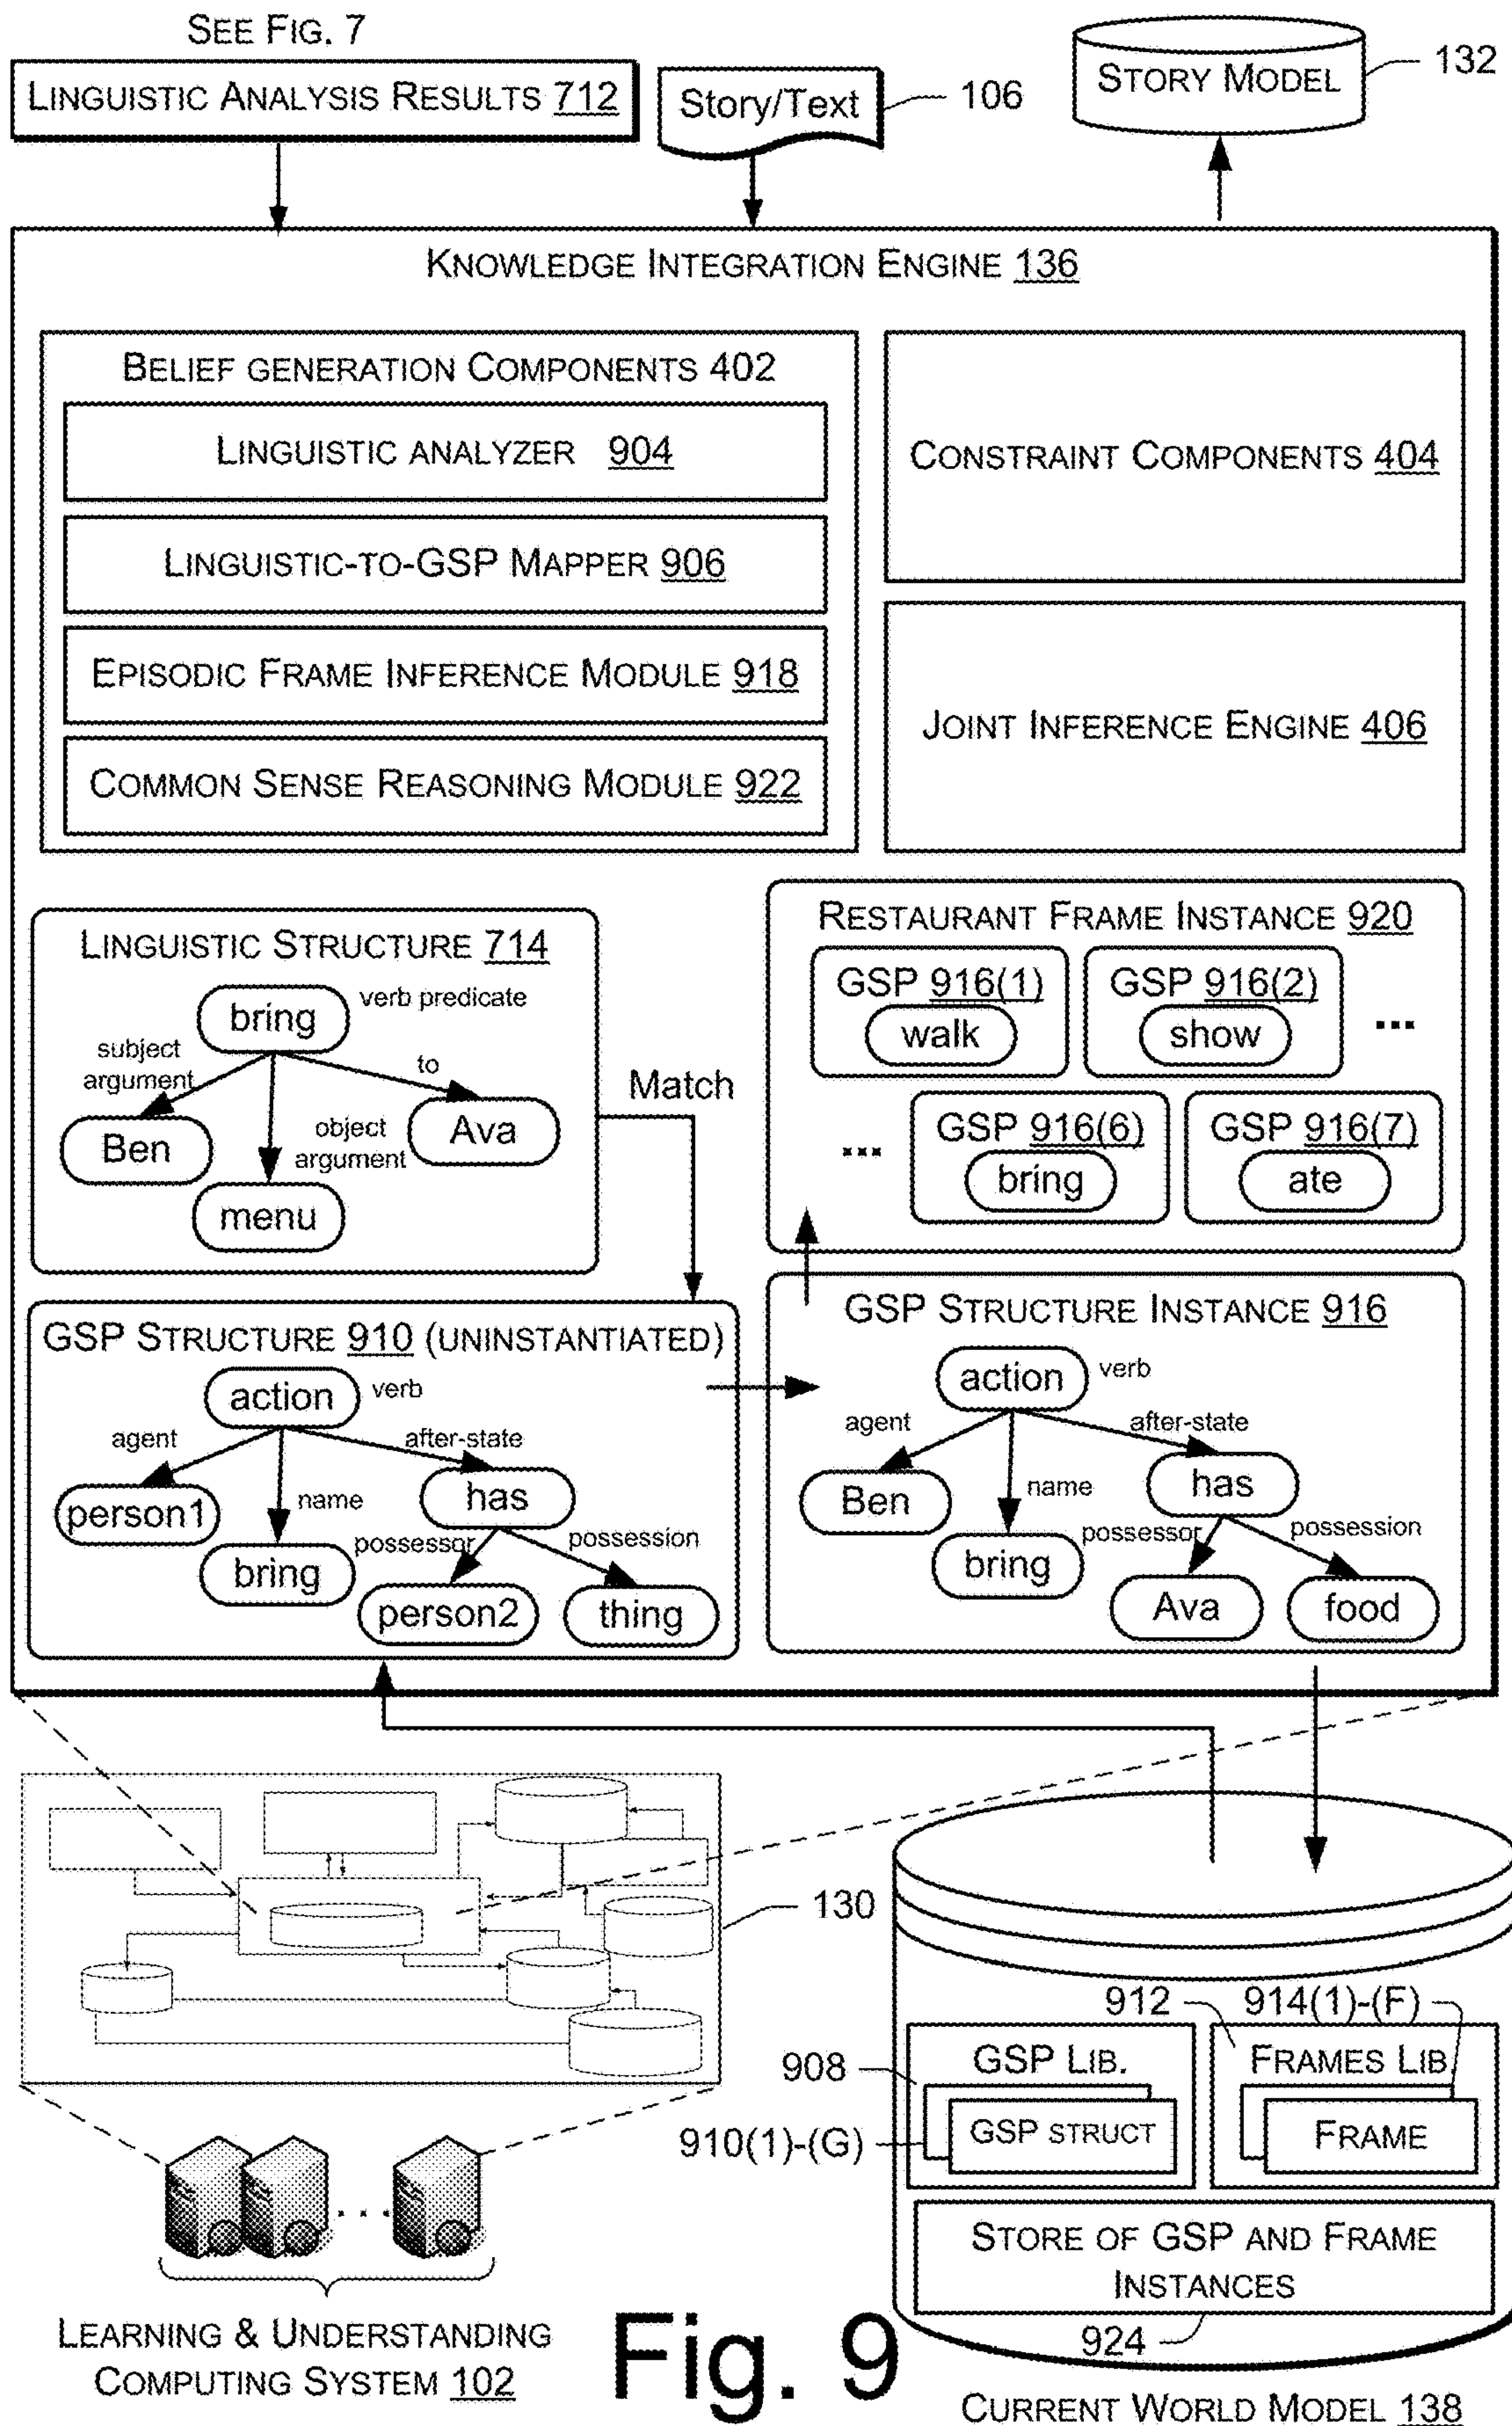 SEE FIG. 7
LINGUISTIC ANALYSIS RESULTS 712
Story/Text
106
STORY MODEL
132
KNOWLEDGE INTEGRATION ENGINE 136
BELIEF GENERATION COMPONENTS 402
LINGUISTIC ANALYZER 904
LINGUISTIC-TO-GSP MAPPER 906
EPISODIC FRAME INFERENCE MODULE 918
COMMON SENSE REASONING MODULE 922
CONSTRAINT COMPONENTS 404
JOINT INFERENCE ENGINE 406
LINGUISTIC STRUCTURE 714
bring
verb predicate
subject
argument
to
Ben
object
argument
Ava
menu
Match
RESTAURANT FRAME INSTANCE 920
GSP 916(1)
walk
GSP 916(2)
show
...
...
GSP 916(6)
bring
GSP 916(7)
ate
GSP STRUCTURE 910 (UNINSTANTIATED)
action
verb
agent
after-state
person1
name
has
bring
possessor
possession
person2
thing
GSP STRUCTURE INSTANCE 916
action
verb
agent
after-state
Ben
name
has
bring
possessor
possession
Ava
food
130
912
914(1)-(F)
908
GSP LIB.
FRAMES LIB.
910(1)-(G)
GSP STRUCT
FRAME
STORE OF GSP AND FRAME
INSTANCES
924
...
LEARNING & UNDERSTANDING
COMPUTING SYSTEM 102
Fig. 9
CURRENT WORLD MODEL 138